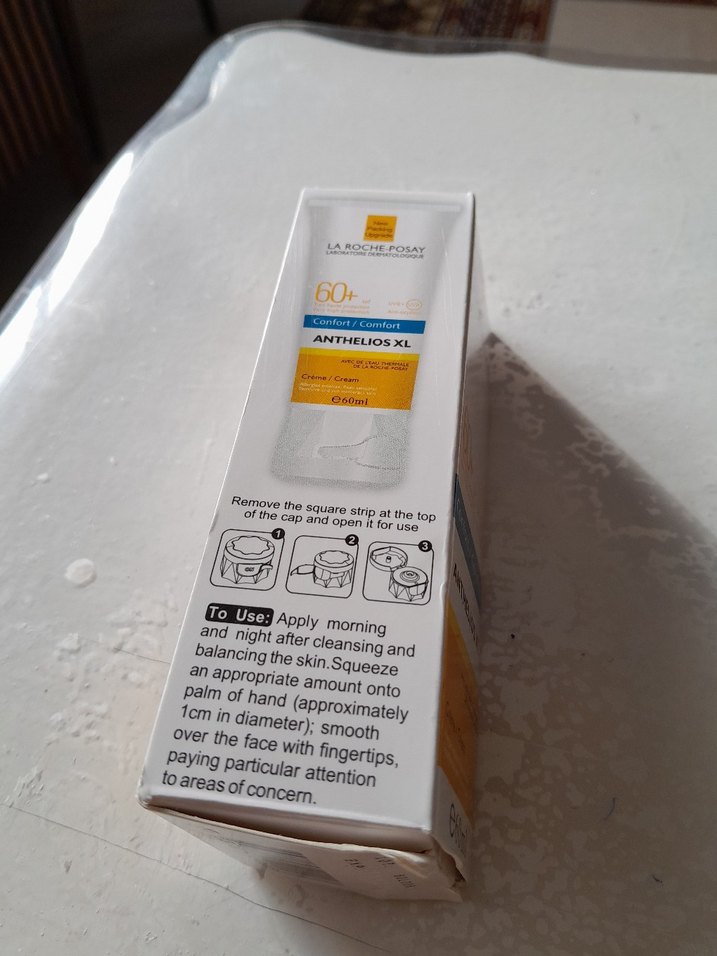 New
Packing
Upgrade
LA ROCHE-POSAY
LABORATOIRE DERMATOLOGIQUE
60+
Confort / Comfort
ANTHELIOS XL
AVEC DE L'EAU THERMALE
DE LA ROCHE-POSAY
Crème / Cream
℮60ml
Remove the square strip at the top
of the cap and open it for use
1 2 3
To Use: Apply morning
and night after cleansing and
balancing the skin.Squeeze
an appropriate amount onto
palm of hand (approximately
1cm in diameter); smooth
over the face with fingertips,
paying particular attention
to areas of concern.